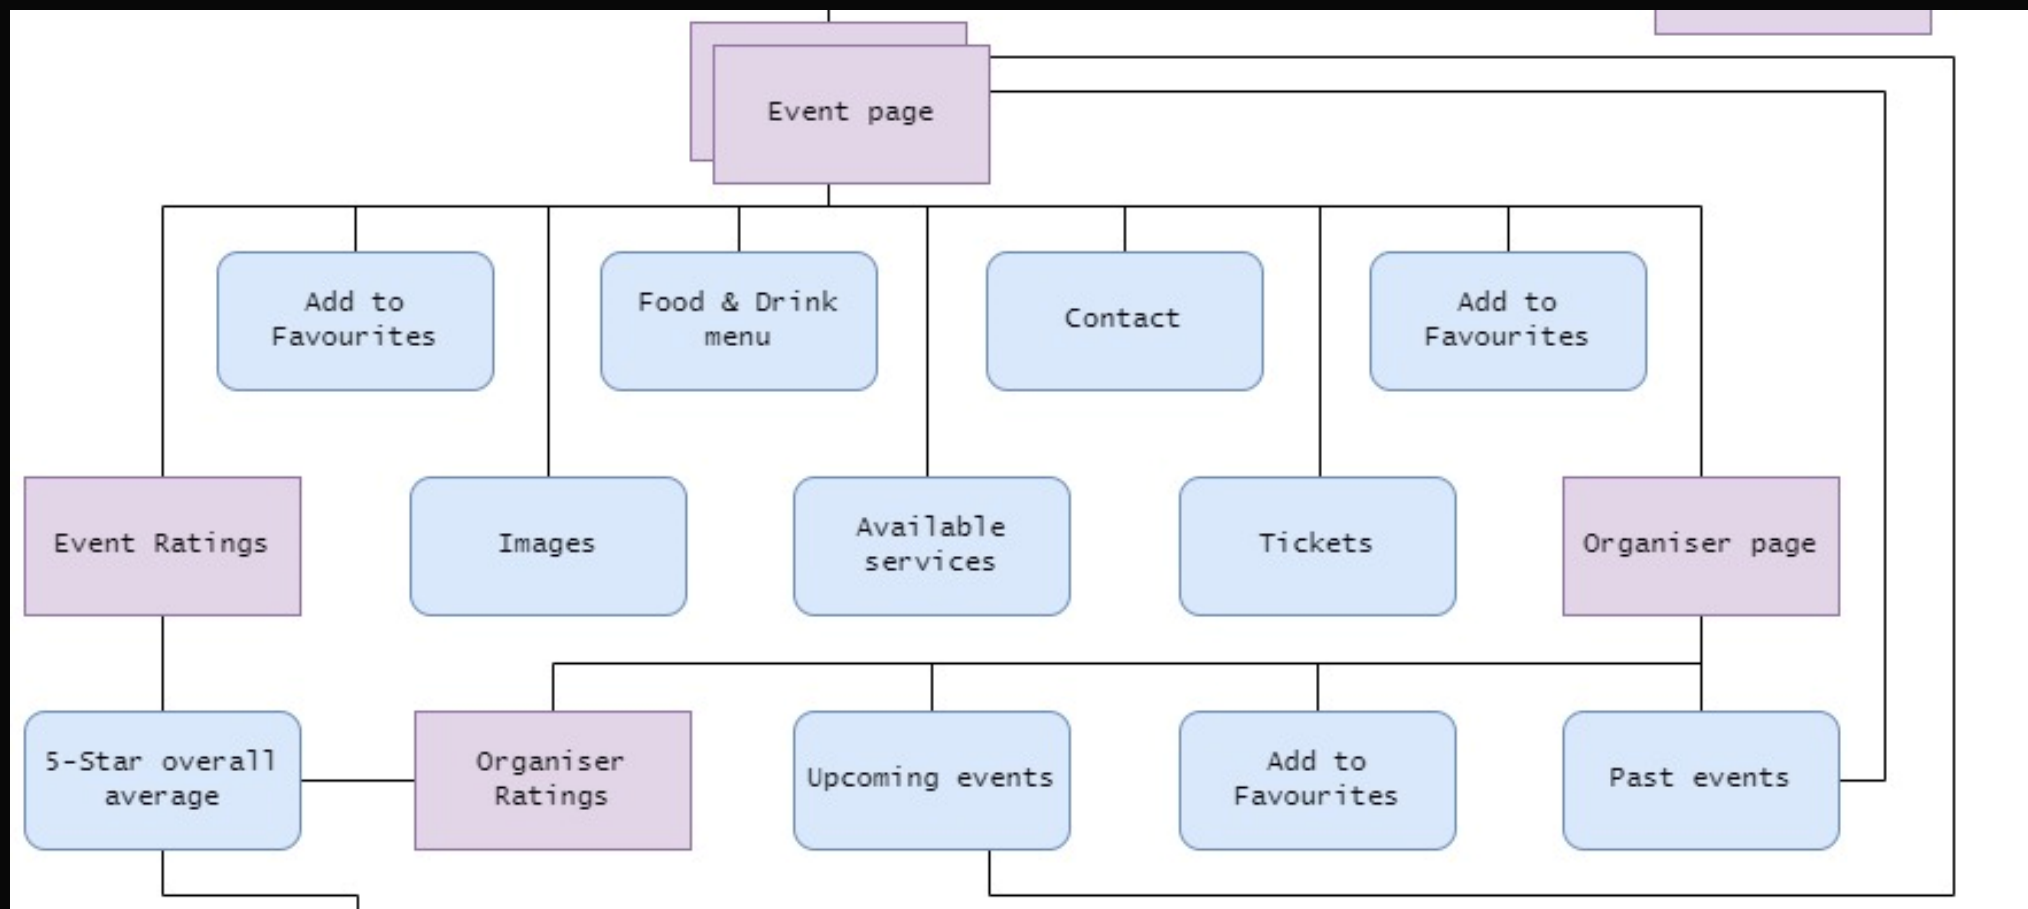 Event page
Add to
Favourites
Food & Drink
menu
Contact
Add to
Favourites
Event Ratings
Images
Available
services
Tickets
Organiser page
5-Star overall
average
Organiser
Ratings
Upcoming events
Add to
Favourites
Past events